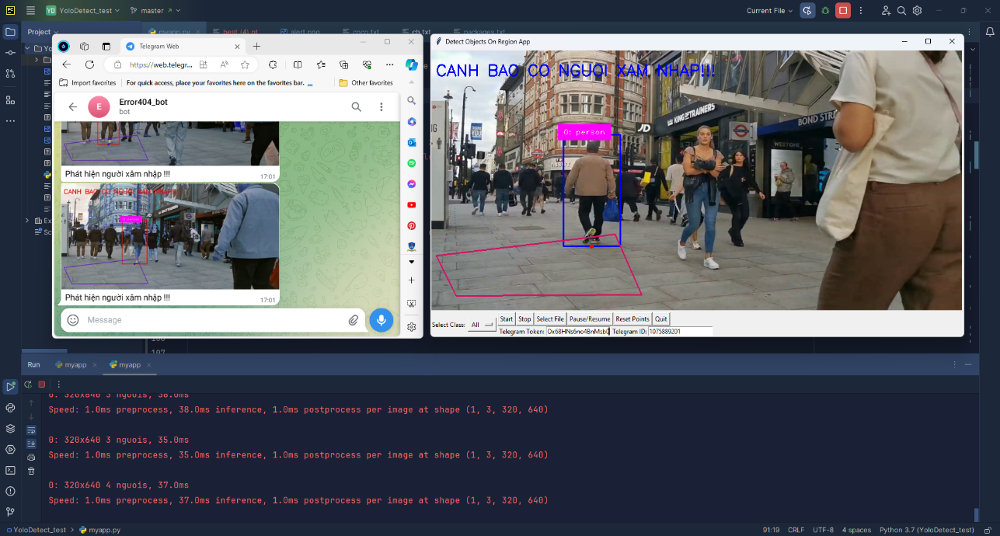 YD YoloDetect_test
master
Current File
Project
myapp.py
best (4).pt
alert.png
coco.txt
ch.txt
packages.txt
Telegram Web
https://web.telegr...
Import favorites
For quick access, place your favorites here on the favorites bar. ...
Other favorites
E
Error404_bot
bot
Phát hiện người xâm nhập !!!
17:01
CANH BAO CO NGUOI XAM NHAP!!!
0: person
JD
Phát hiện người xâm nhập !!!
17:01
Message
Detect Objects On Region App
CANH BAO CO NGUOI XAM NHAP!!!
0: person
JD
KING OF TRAINERS
BOND STREET
WESTONE
Select Class:
All
Start
Stop
Select File
Pause/Resume
Reset Points
Quit
Telegram Token:
Ox68HNs6no4BnMsb0
Telegram ID:
1075889201
107
Run
myapp
myapp
0: 320x640 3 nguois, 38.0ms
Speed: 1.0ms preprocess, 38.0ms inference, 1.0ms postprocess per image at shape (1, 3, 320, 640)
0: 320x640 3 nguois, 35.0ms
Speed: 1.0ms preprocess, 35.0ms inference, 1.0ms postprocess per image at shape (1, 3, 320, 640)
0: 320x640 4 nguois, 37.0ms
Speed: 1.0ms preprocess, 37.0ms inference, 1.0ms postprocess per image at shape (1, 3, 320, 640)
YoloDetect_test > myapp.py
91:19
CRLF
UTF-8
4 spaces
Python 3.7 (YoloDetect_test)